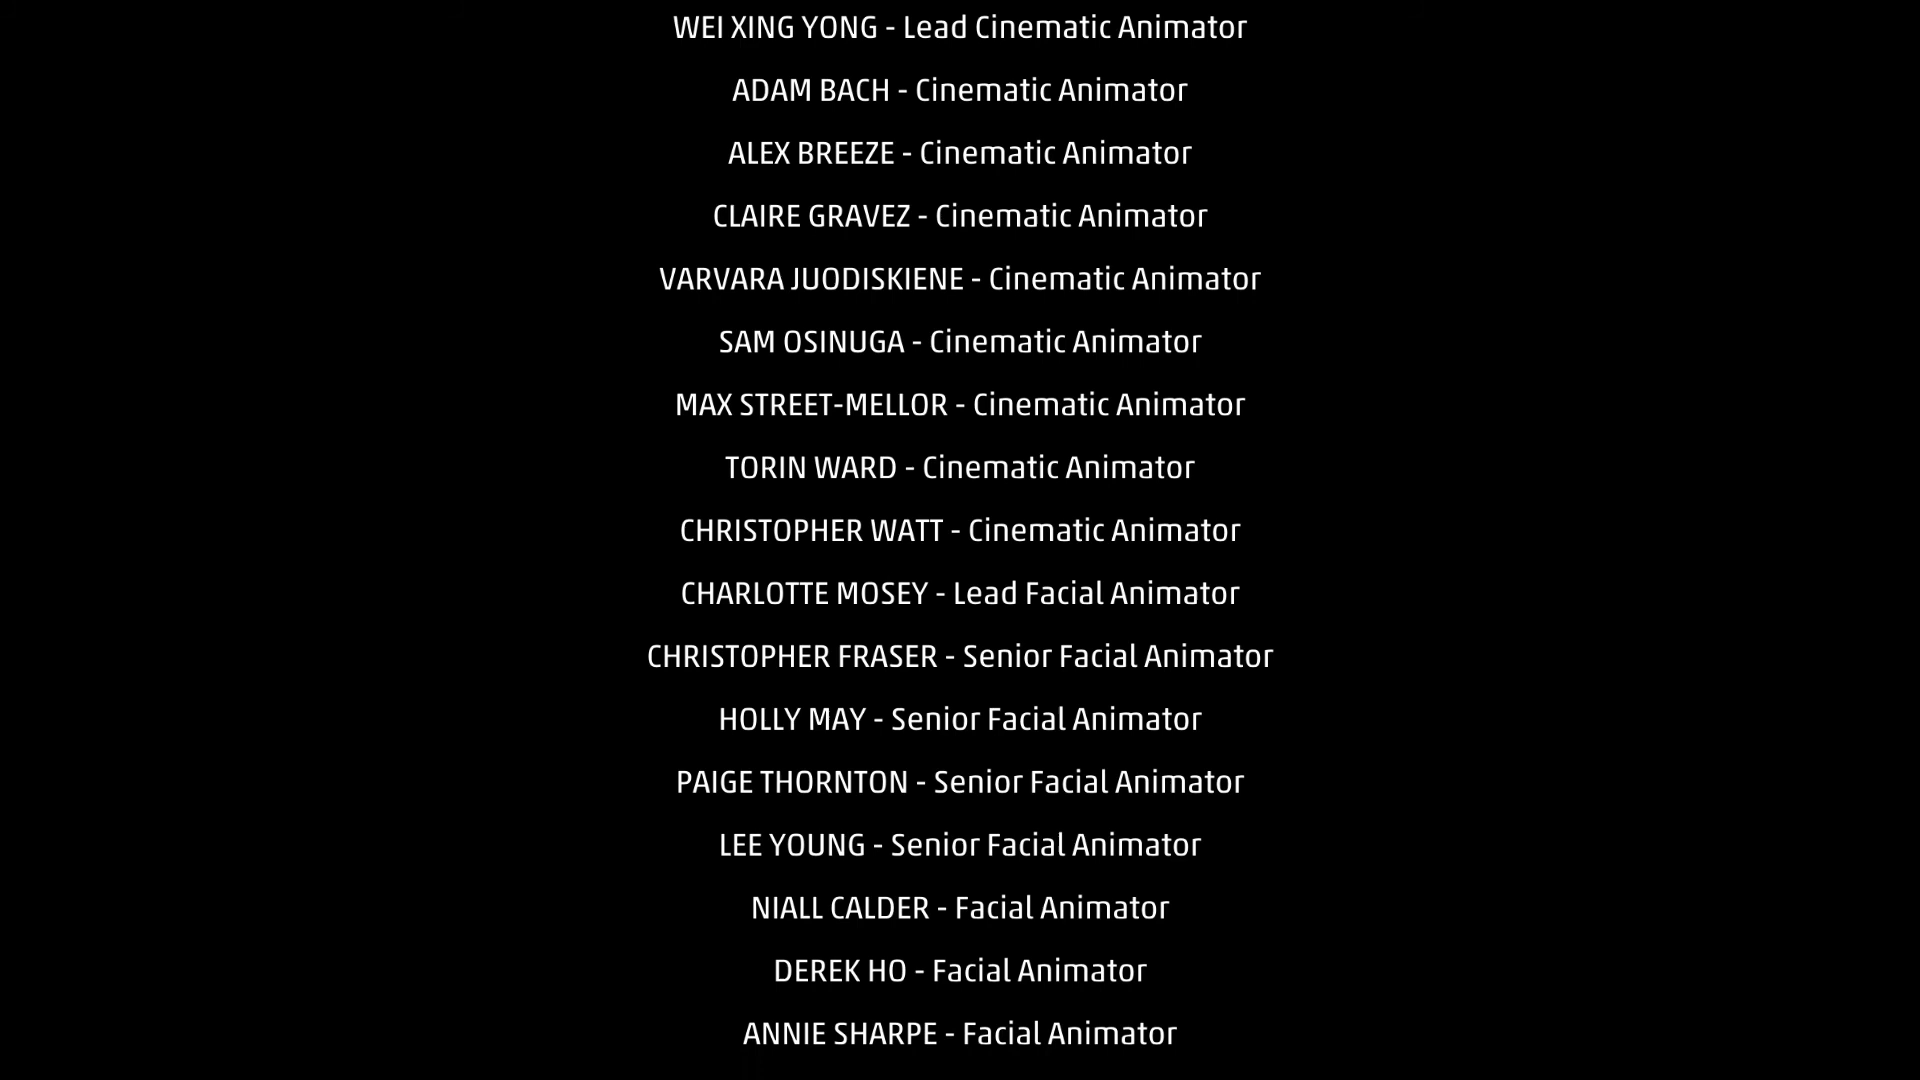 WEI XING YONG - Lead Cinematic Animator
ADAM BACH - Cinematic Animator
ALEX BREEZE - Cinematic Animator
CLAIRE GRAVEZ - Cinematic Animator
VARVARA JUODISKIENE - Cinematic Animator
SAM OSINUGA - Cinematic Animator
MAX STREET-MELLOR - Cinematic Animator
TORIN WARD - Cinematic Animator
CHRISTOPHER WATT - Cinematic Animator
CHARLOTTE MOSEY - Lead Facial Animator
CHRISTOPHER FRASER - Senior Facial Animator
HOLLY MAY - Senior Facial Animator
PAIGE THORNTON - Senior Facial Animator
LEE YOUNG - Senior Facial Animator
NIALL CALDER - Facial Animator
DEREK HO - Facial Animator
ANNIE SHARPE - Facial Animator